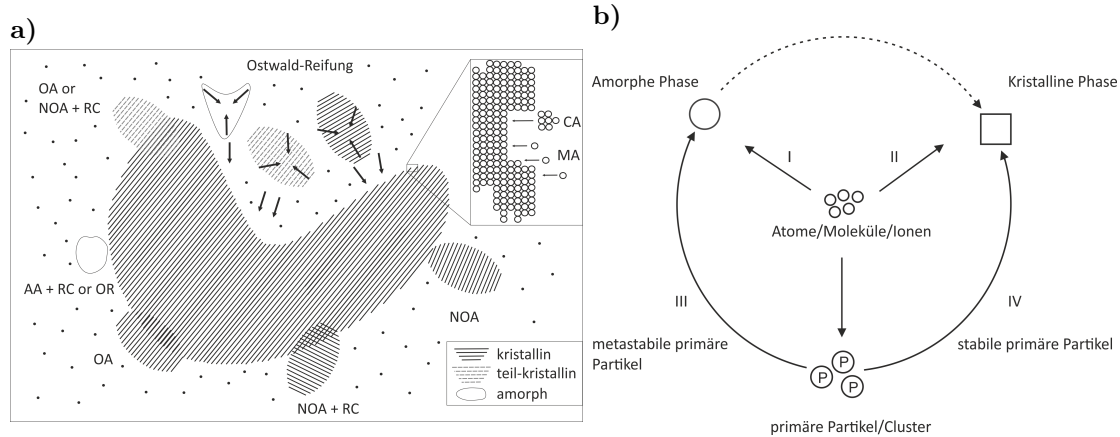 a)
Ostwald-Reifung
OA or
NOA + RC
CA
MA
AA + RC or OR
NOA
OA
NOA + RC
kristallin
teil-kristallin
amorph
b)
Amorphe Phase
Kristalline Phase
I
II
Atome/Moleküle/Ionen
III
IV
metastabile primäre
Partikel
stabile primäre Partikel
P
P
P
primäre Partikel/Cluster